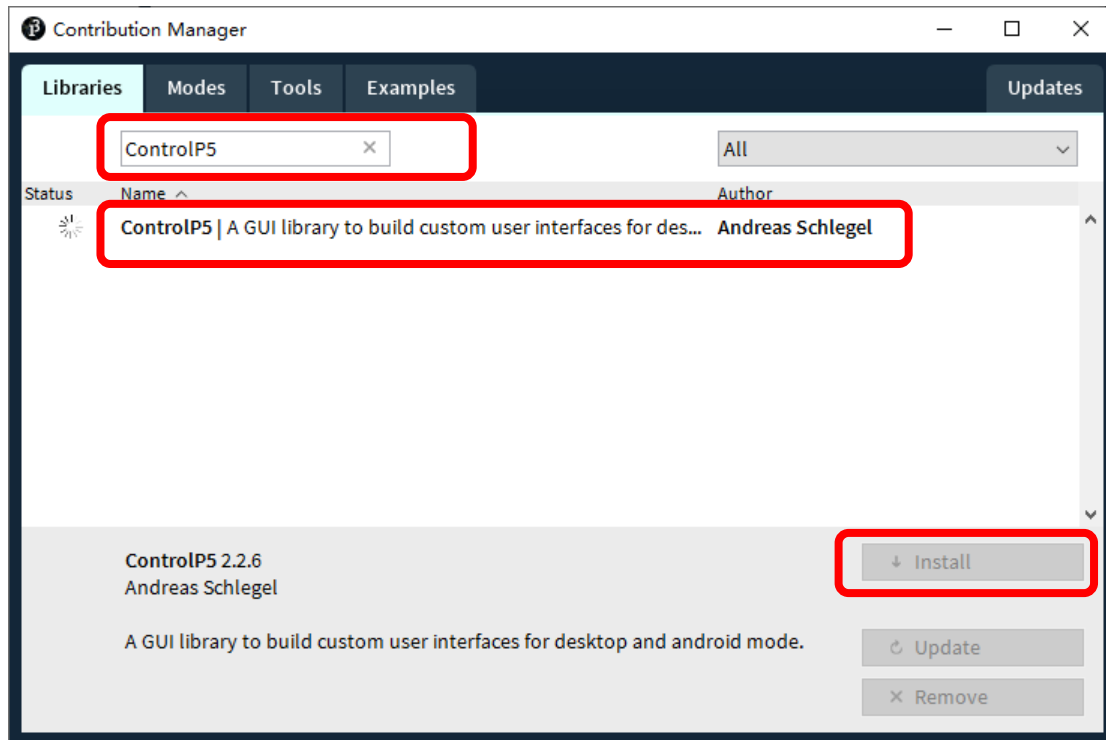 Contribution Manager
Libraries Modes Tools Examples Updates
ControlP5 All
Status Name Author
ControlP5 | A GUI library to build custom user interfaces for des... Andreas Schlegel
ControlP5 2.2.6
Andreas Schlegel
Install
A GUI library to build custom user interfaces for desktop and android mode.
Update
Remove